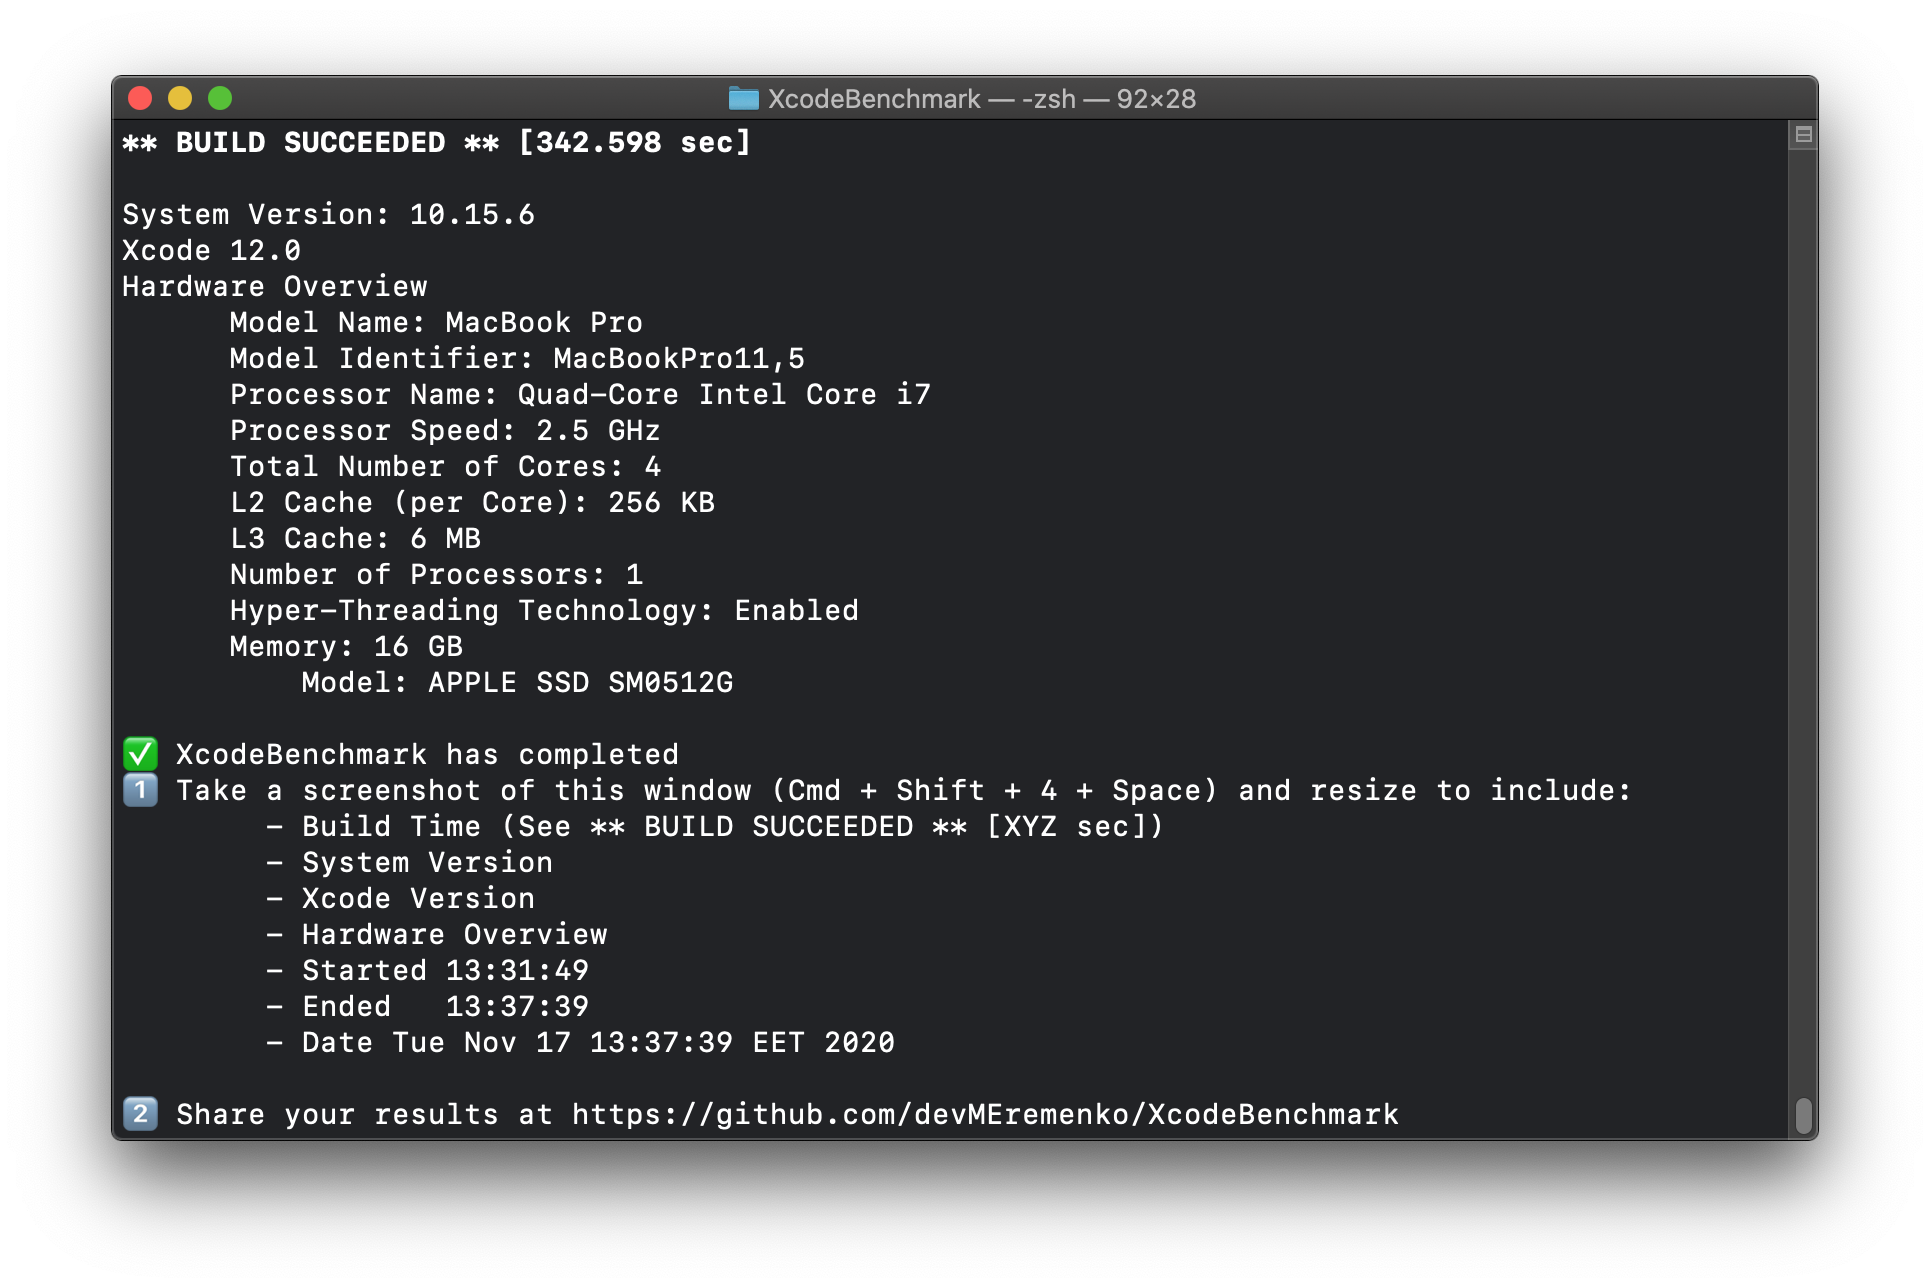 XcodeBenchmark — -zsh — 92×28
** BUILD SUCCEEDED ** [342.598 sec]
System Version: 10.15.6
Xcode 12.0
Hardware Overview
Model Name: MacBook Pro
Model Identifier: MacBookPro11,5
Processor Name: Quad-Core Intel Core i7
Processor Speed: 2.5 GHz
Total Number of Cores: 4
L2 Cache (per Core): 256 KB
L3 Cache: 6 MB
Number of Processors: 1
Hyper-Threading Technology: Enabled
Memory: 16 GB
Model: APPLE SSD SM0512G
✅ XcodeBenchmark has completed
1️⃣ Take a screenshot of this window (Cmd + Shift + 4 + Space) and resize to include:
- Build Time (See ** BUILD SUCCEEDED ** [XYZ sec])
- System Version
- Xcode Version
- Hardware Overview
- Started 13:31:49
- Ended   13:37:39
- Date Tue Nov 17 13:37:39 EET 2020
2️⃣ Share your results at https://github.com/devMEremenko/XcodeBenchmark